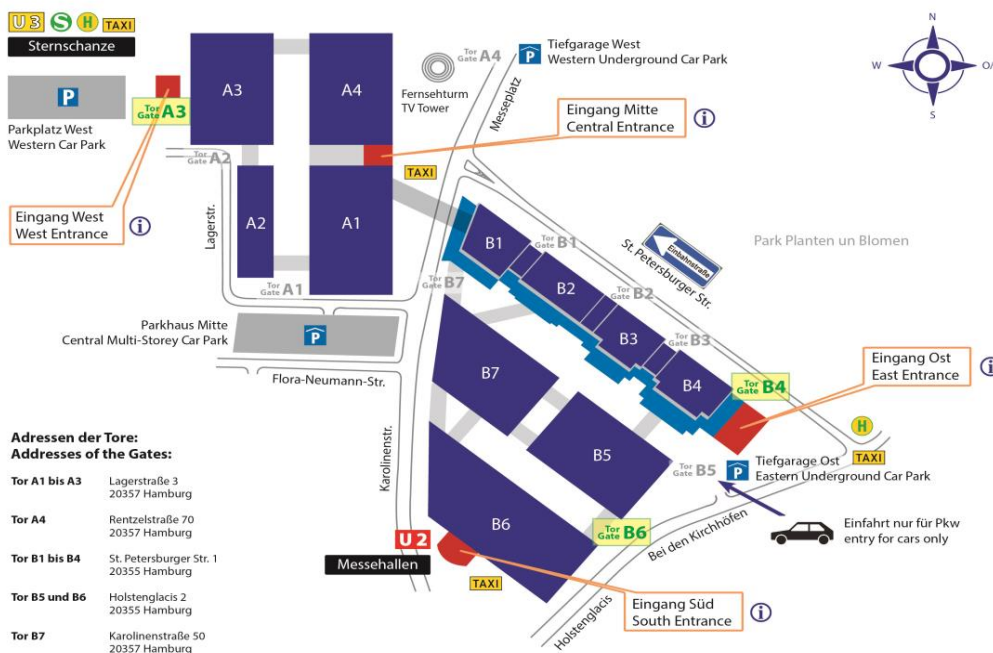 U3 S H TAXI
Sternschanze
P
Parkplatz West
Western Car Park
Tor
Gate A3
Eingang West
West Entrance
i
A3
A4
A2
A1
Tor
Gate A2
Lagerstr.
Tor
Gate A1
Fernsehturm
TV Tower
Tor
Gate A4
Messeplatz
P
Tiefgarage West
Western Underground Car Park
Eingang Mitte
Central Entrance
i
TAXI
N
W
O/
S
B1
Tor
Gate B1
B2
Tor
Gate B2
B3
Tor
Gate B3
B4
Tor
Gate B4
Einbahnstraße
St. Petersburger Str.
Park Planten un Blomen
Tor
Gate B7
Parkhaus Mitte
Central Multi-Storey Car Park
P
Flora-Neumann-Str.
Karolinenstr.
B7
B5
B6
Eingang Ost
East Entrance
i
H
TAXI
Tor
Gate B5
P
Tiefgarage Ost
Eastern Underground Car Park
Tor
Gate B6
Bei den Kirchhöfen
Einfahrt nur für Pkw
entry for cars only
U2
Messehallen
TAXI
Holstenglacis
Eingang Süd
South Entrance
i
Adressen der Tore:
Addresses of the Gates:
Tor A1 bis A3 Lagerstraße 3
20357 Hamburg
Tor A4 Rentzelstraße 70
20357 Hamburg
Tor B1 bis B4 St. Petersburger Str. 1
20355 Hamburg
Tor B5 und B6 Holstenglacis 2
20355 Hamburg
Tor B7 Karolinenstraße 50
20357 Hamburg